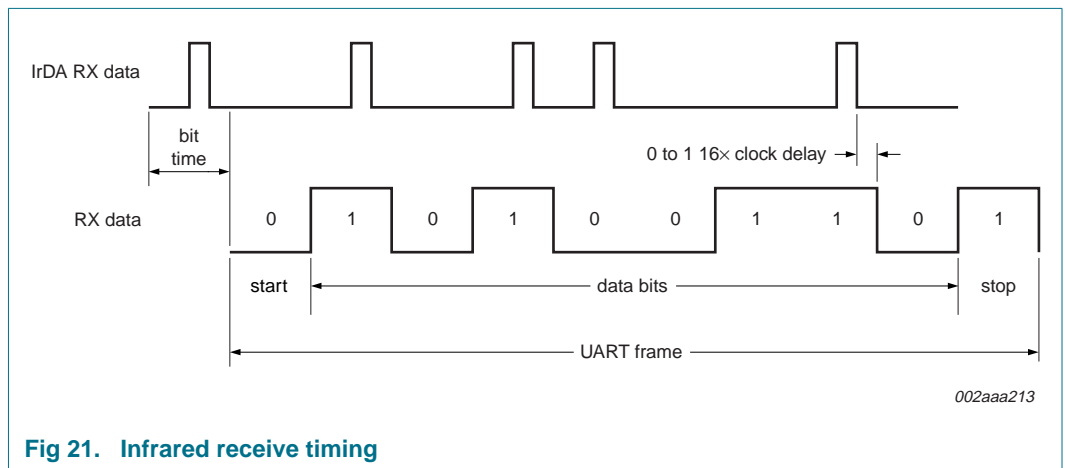 IrDA RX data
bit
time
0 to 1 16× clock delay
RX data
0 1 0 1 0 0 1 1 0 1
start data bits stop
UART frame
002aaa213
Fig 21. Infrared receive timing